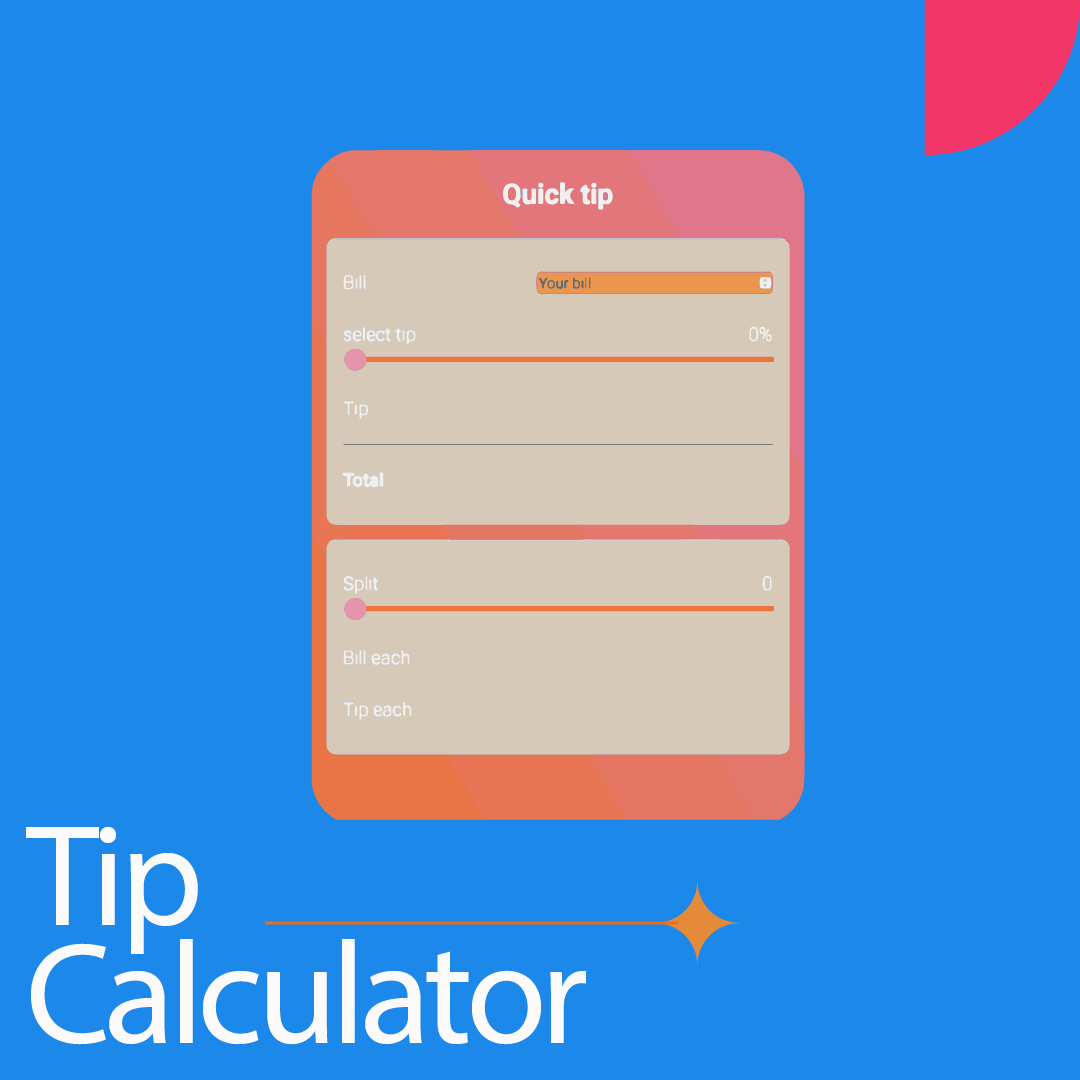 Quick tip
Bill Your bill
select tip 0%
Tip
Total
Split 0
Bill each
Tip each
Tip
Calculator